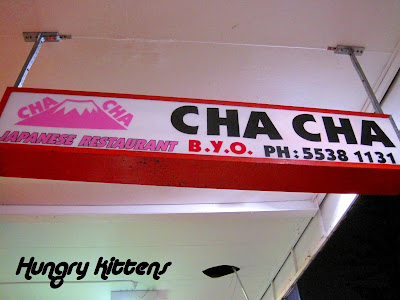 CHA CHA
JAPANESE RESTAURANT
CHA CHA
B.Y.O. PH: 5538 1131
Hungry Kittens